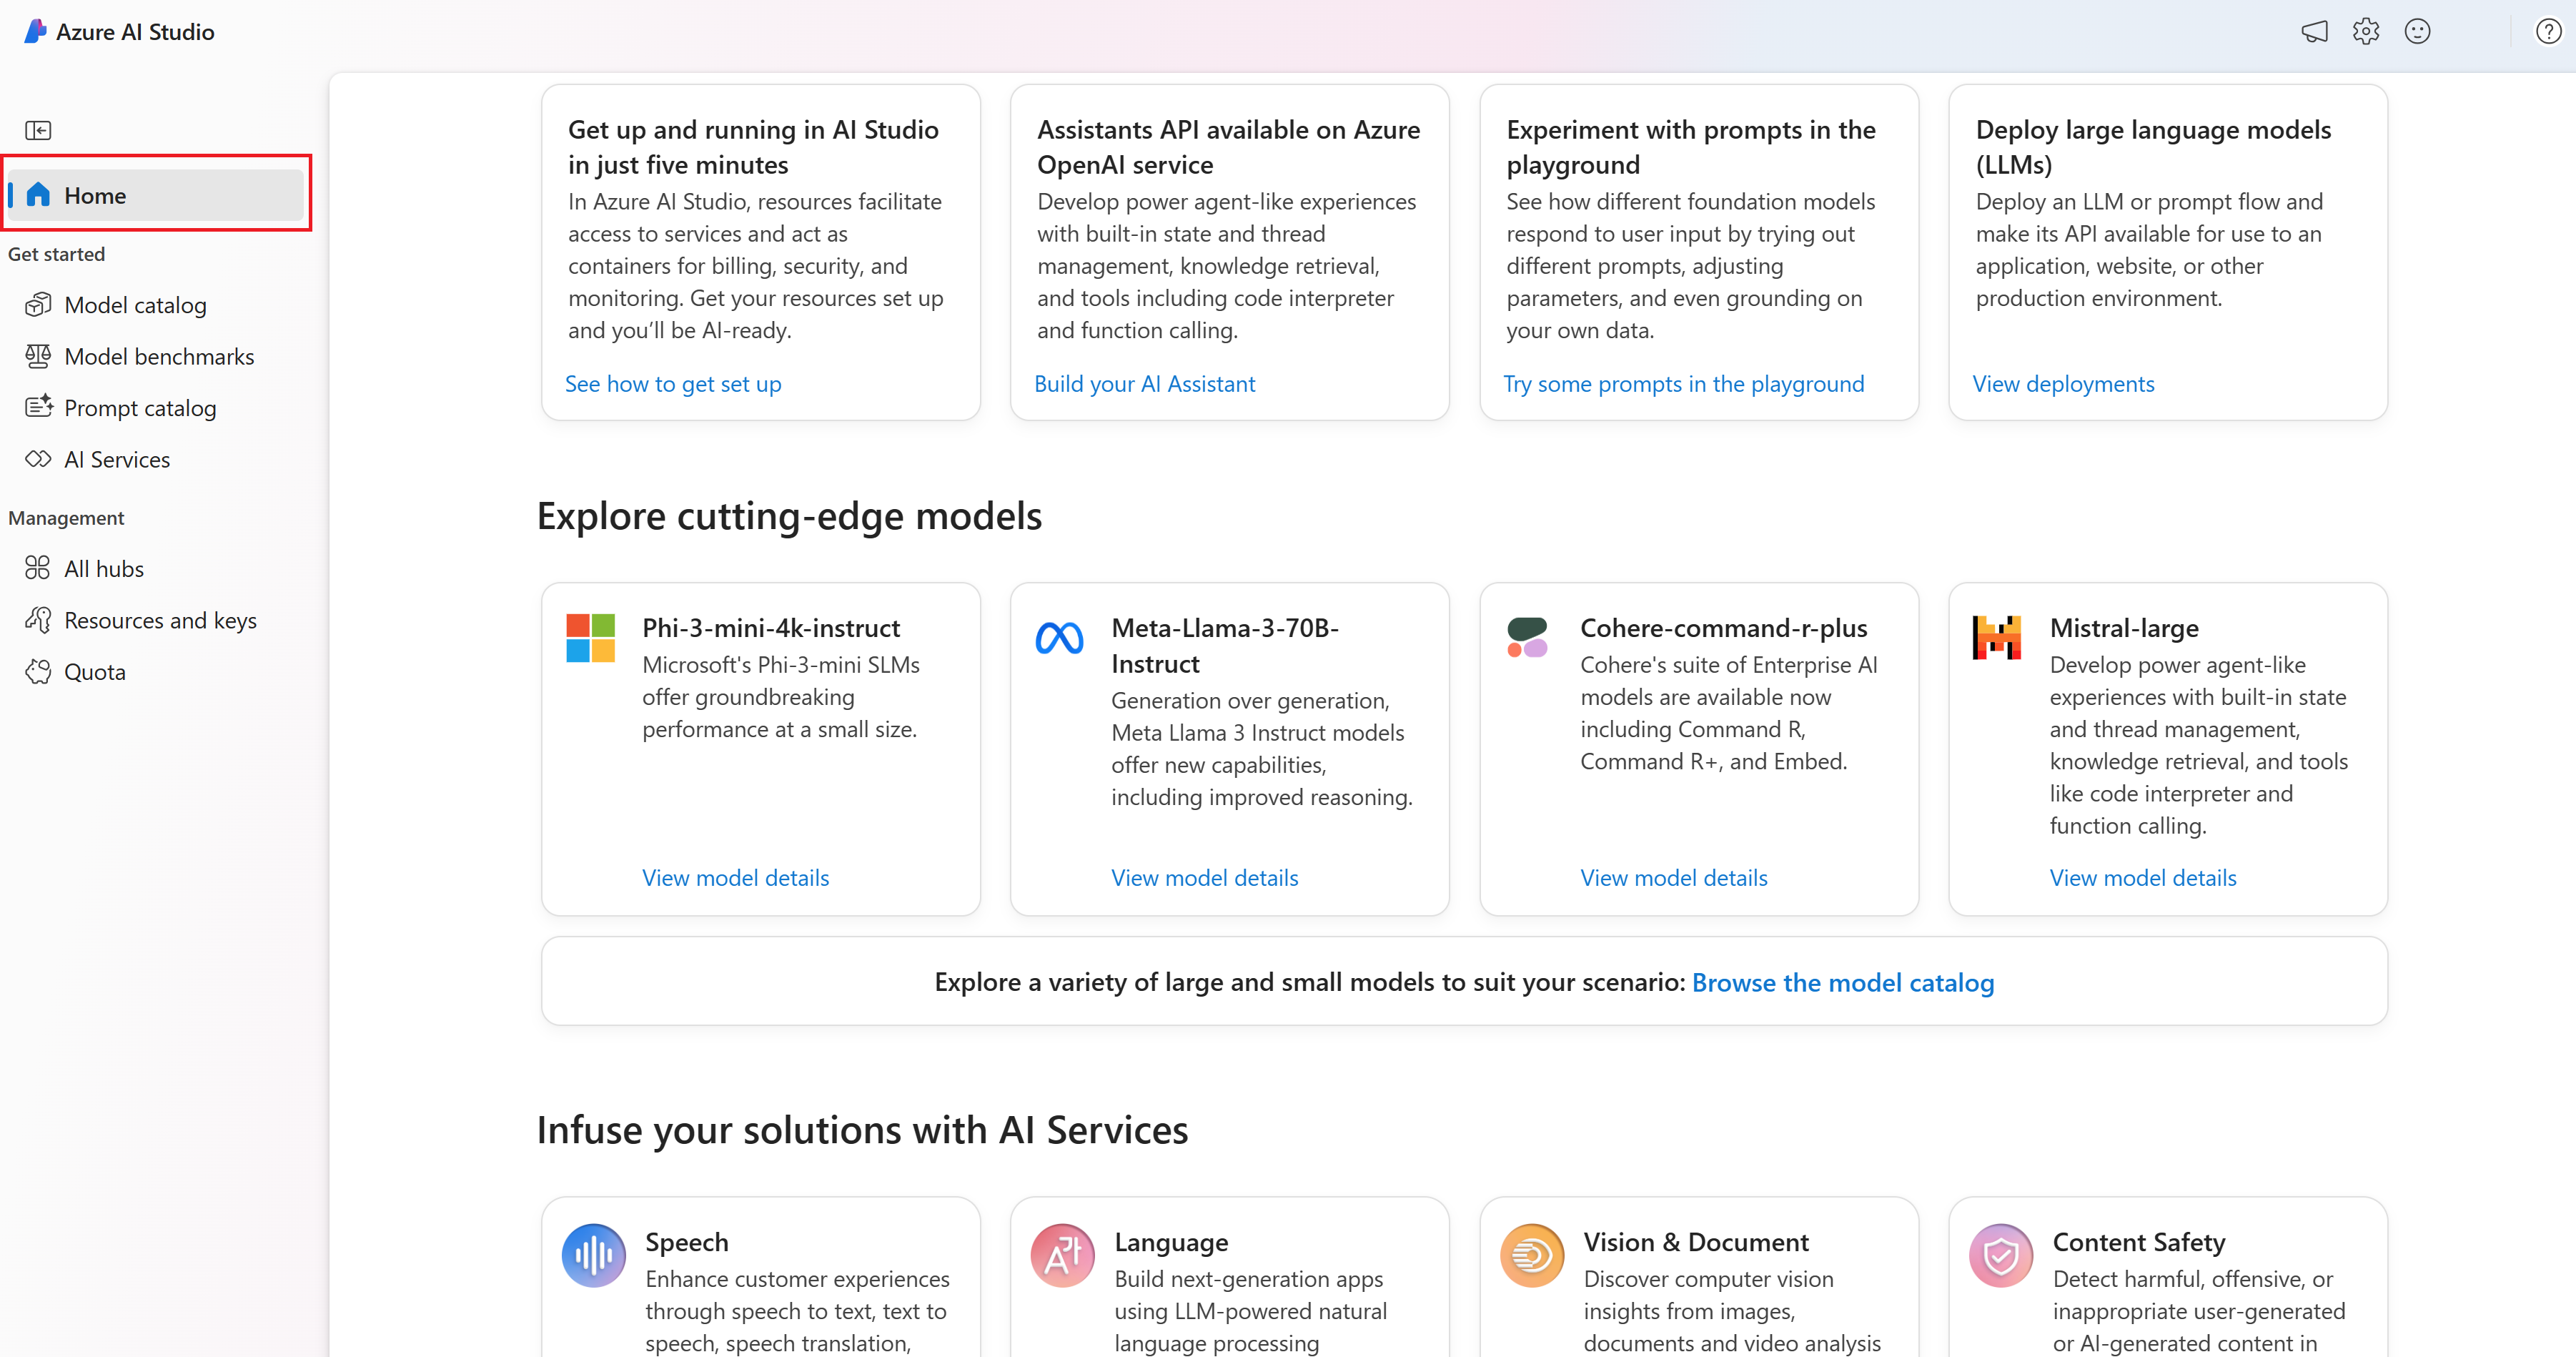 Azure AI Studio
Home
Get started
Model catalog
Model benchmarks
Prompt catalog
AI Services
Management
All hubs
Resources and keys
Quota
Get up and running in AI Studio
in just five minutes
In Azure AI Studio, resources facilitate
access to services and act as
containers for billing, security, and
monitoring. Get your resources set up
and you’ll be AI-ready.
See how to get set up
Assistants API available on Azure
OpenAI service
Develop power agent-like experiences
with built-in state and thread
management, knowledge retrieval,
and tools including code interpreter
and function calling.
Build your AI Assistant
Experiment with prompts in the
playground
See how different foundation models
respond to user input by trying out
different prompts, adjusting
parameters, and even grounding on
your own data.
Try some prompts in the playground
Deploy large language models
(LLMs)
Deploy an LLM or prompt flow and
make its API available for use to an
application, website, or other
production environment.
View deployments
Explore cutting-edge models
Phi-3-mini-4k-instruct
Microsoft's Phi-3-mini SLMs
offer groundbreaking
performance at a small size.
View model details
Meta-Llama-3-70B-
Instruct
Generation over generation,
Meta Llama 3 Instruct models
offer new capabilities,
including improved reasoning.
View model details
Cohere-command-r-plus
Cohere's suite of Enterprise AI
models are available now
including Command R,
Command R+, and Embed.
View model details
Mistral-large
Develop power agent-like
experiences with built-in state
and thread management,
knowledge retrieval, and tools
like code interpreter and
function calling.
View model details
Explore a variety of large and small models to suit your scenario: Browse the model catalog
Infuse your solutions with AI Services
Speech
Enhance customer experiences
through speech to text, text to
speech, speech translation,
Language
Build next-generation apps
using LLM-powered natural
language processing
Vision & Document
Discover computer vision
insights from images,
documents and video analysis
Content Safety
Detect harmful, offensive, or
inappropriate user-generated
or AI-generated content in